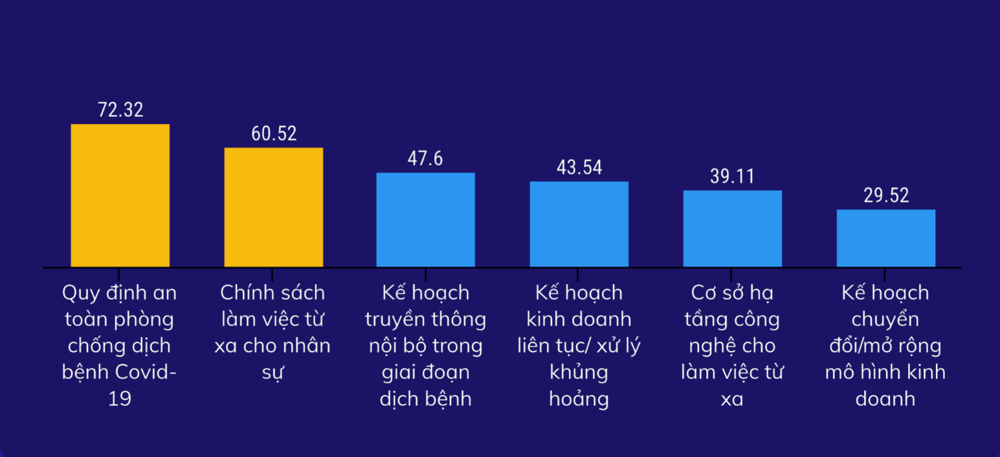 72.32
60.52
47.6
43.54
39.11
29.52
Quy định an
toàn phòng
chống dịch
bệnh Covid-
19
Chính sách
làm việc từ
xa cho nhân
sự
Kế hoạch
truyền thông
nội bộ trong
giai đoạn
dịch bệnh
Kế hoạch
kinh doanh
liên tục/ xử lý
khủng
hoảng
Cơ sở hạ
tầng công
nghệ cho
làm việc từ
xa
Kế hoạch
chuyển
đổi/mở rộng
mô hình kinh
doanh